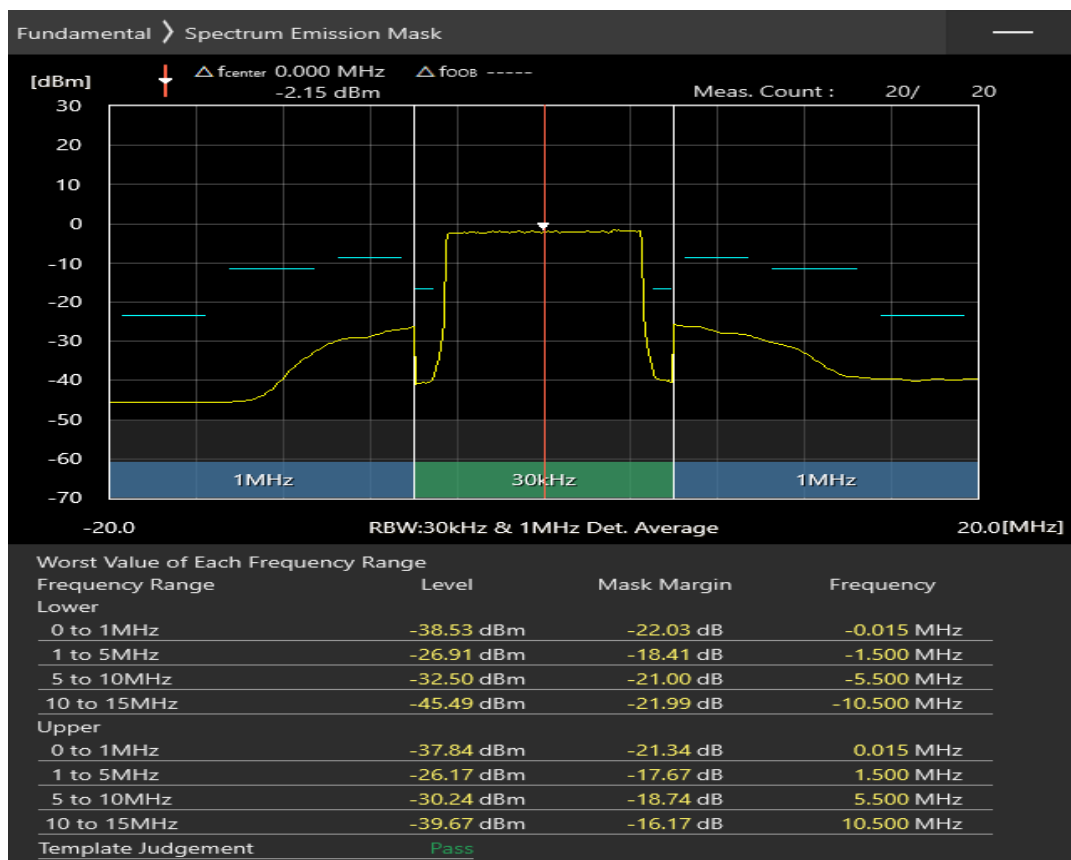 Fundamental ❯ Spectrum Emission Mask
[dBm] △ fcenter 0.000 MHz △ fOOB -----
-2.15 dBm Meas. Count : 20/ 20
30
20
10
0
-10
-20
-30
-40
-50
-60
-70
1MHz 30kHz 1MHz
-20.0 RBW:30kHz & 1MHz Det. Average 20.0[MHz]
Worst Value of Each Frequency Range
Frequency Range Level Mask Margin Frequency
Lower
0 to 1MHz -38.53 dBm -22.03 dB -0.015 MHz
1 to 5MHz -26.91 dBm -18.41 dB -1.500 MHz
5 to 10MHz -32.50 dBm -21.00 dB -5.500 MHz
10 to 15MHz -45.49 dBm -21.99 dB -10.500 MHz
Upper
0 to 1MHz -37.84 dBm -21.34 dB 0.015 MHz
1 to 5MHz -26.17 dBm -17.67 dB 1.500 MHz
5 to 10MHz -30.24 dBm -18.74 dB 5.500 MHz
10 to 15MHz -39.67 dBm -16.17 dB 10.500 MHz
Template Judgement Pass